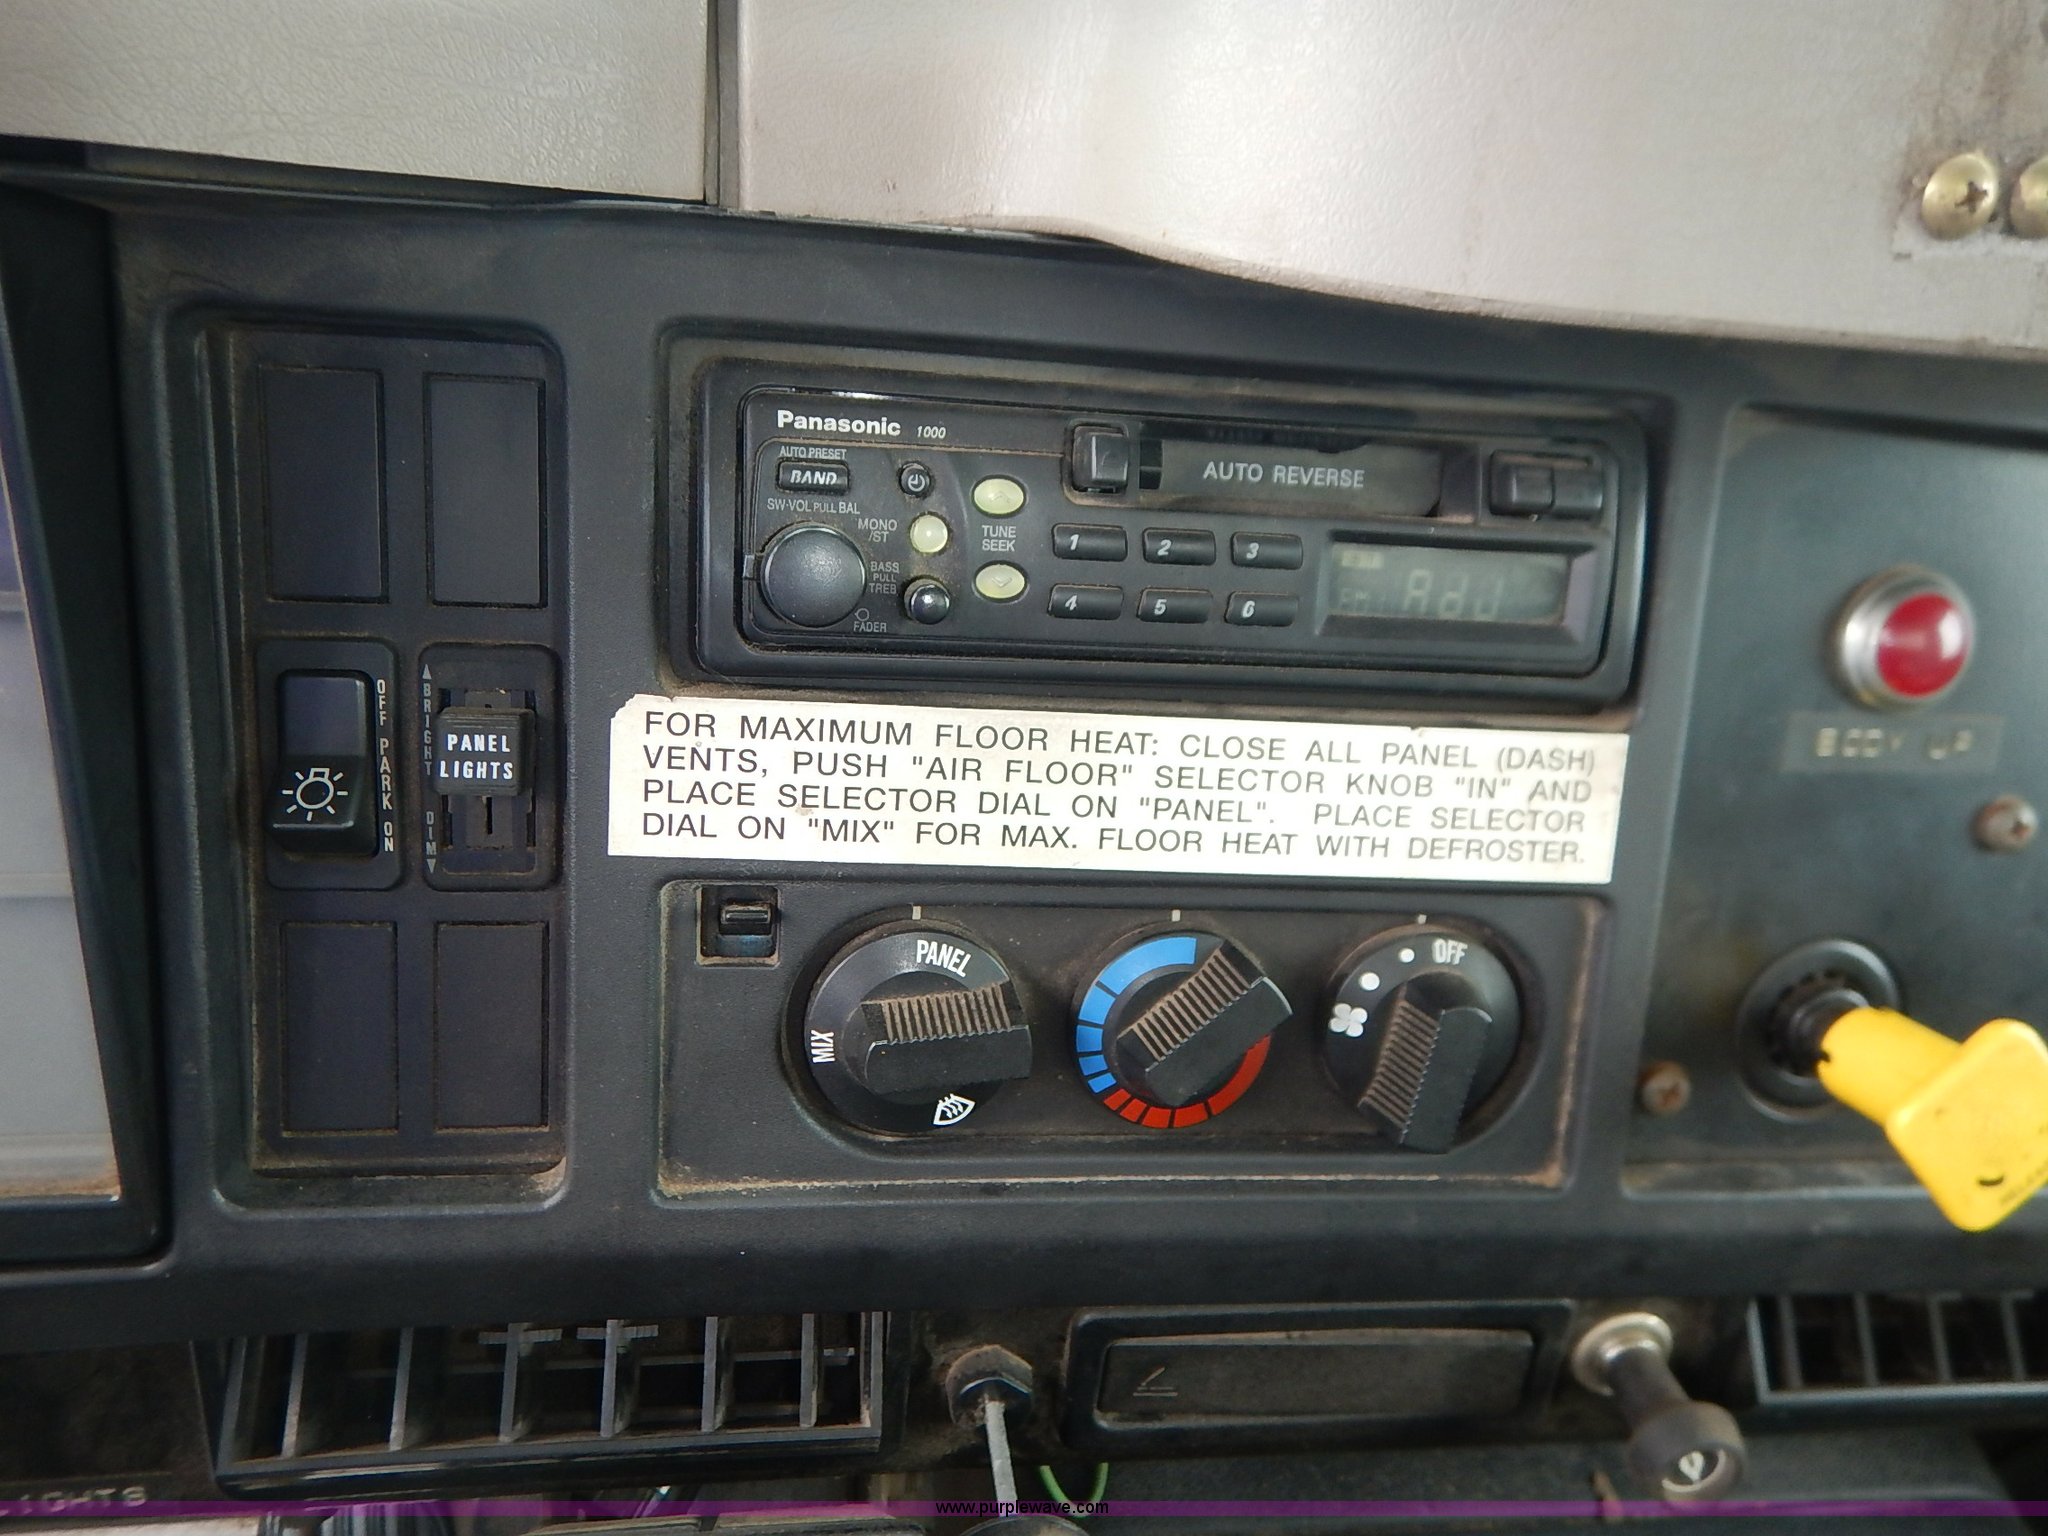 Panasonic 1000
AUTO PRESET
BAND
SW-VOL PULL BAL
MONO
/ST
BASS
PULL
TREB
FADER
TUNE
SEEK
AUTO REVERSE
1 2 3
4 5 6
AdJ
OFF PARK ON
BRIGHT
PANEL
LIGHTS
DIM
FOR MAXIMUM FLOOR HEAT: CLOSE ALL PANEL (DASH)
VENTS, PUSH "AIR FLOOR" SELECTOR KNOB "IN" AND
PLACE SELECTOR DIAL ON "PANEL". PLACE SELECTOR
DIAL ON "MIX" FOR MAX. FLOOR HEAT WITH DEFROSTER.
BODY UP
PANEL
MIX
OFF
www.purplewave.com